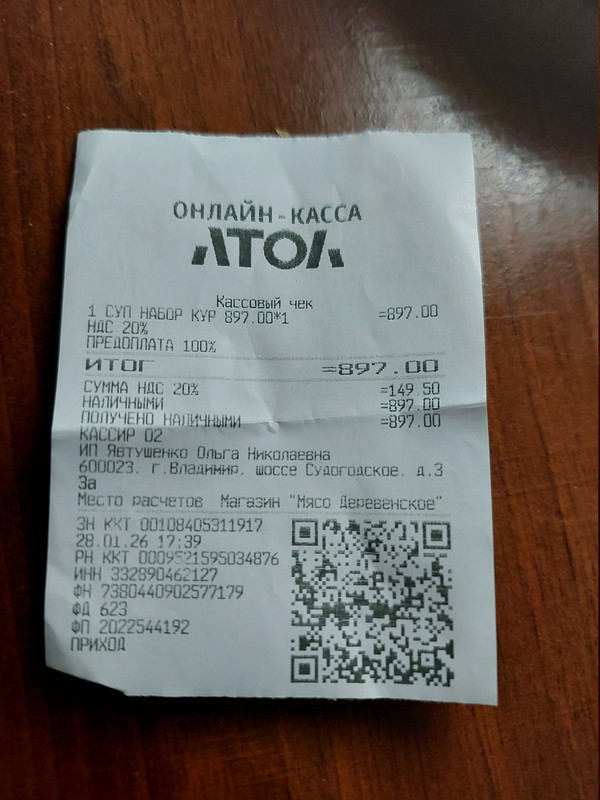 ОНЛАЙН-КАССА
АТОЛ
Кассовый чек
1 СУП НАБОР КУР 897.00*1 =897.00
НДС 20%
ПРЕДОПЛАТА 100%
ИТОГ =897.00
СУММА НДС 20% =149.50
НАЛИЧНЫМИ =897.00
ПОЛУЧЕНО НАЛИЧНЫМИ =897.00
КАССИР 02
ИП Явтушенко Ольга Николаевна
600023. г.Владимир, шоссе Судогодское, д.3
3а
Место расчетов Магазин "Мясо Деревенское"
ЗН ККТ 00108405311917
28.01.26 17:39
РН ККТ 0009521595034876
ИНН 332890462127
ФН 7380440902577179
ФД 623
ФП 2022544192
ПРИХОД